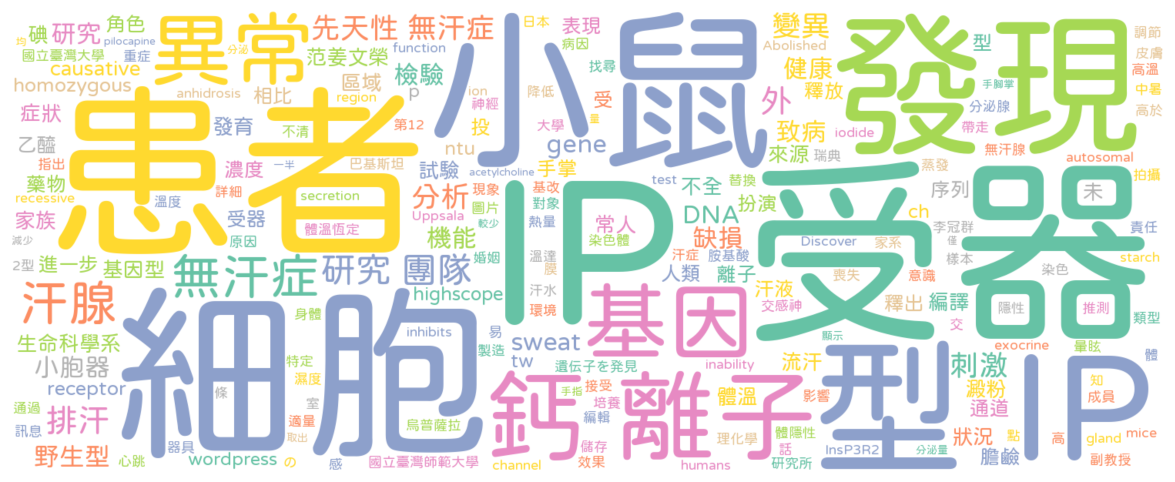 均 碘 研究 角色 異常 先天性 無汗症 日本 表現 變異 型 調節
pilocapine 重症 分泌 小鼠 發現
國立臺灣大學 范姜文榮 function 病因 Abolished 皮膚
causative 檢驗 找尋 健康 手腳掌 高溫
homozygous anhidrosis 相比 區域 p ion 降低 受 釋放 中暑
症狀 患者 region 神經 量 外 分泌腺 高於
發育 不清 第12 投 大學 iodide 帶走
乙醯 ntu gene 致病 無汗腺
指出 濃度 一半 巴基斯坦 試驗 手掌 來源 瑞典 autosomal
藥物 詳細 acetylcholine IP 蒸發
recessive 溫度 secretion 分析 現象 基改 test 不全 替換 受器 序列 未 拍攝
家族 受器 Uppsala 圖片 對象 DNA 扮演 ch
減少 原因 體溫恆定 機能 較少 熱量 常人 缺損 Discover 家系 李冠群 責任
2型 進一步 基因型 無汗症 研究 團隊 婚姻 染色體 汗症 胺基酸 喪失 僅 樣本
溫達 人類 離子 意識 染色 starch
汗腺 highscope 汗水 膜 基因 汗液 釋出 編譯 隱性 推測 類型
身體 環境 交感神 交
生命科學系 細胞 inhibits 易 sweat 顯示 exocrine 暈眩
小胞器 特定 製造 tw 遺伝子を発見 inability 流汗 型 刺激 IP 體
receptor 濕度 條 鈣離子 手指 接受 體溫 影響 澱粉 知
通過 排汗 適量 室 培養 通道 成員
訊息 烏普薩拉 編輯 理化學 體隱性 點
野生型 心跳 器具 取出 儲存 話 InsP3R2 狀況 高 gland mice
wordpress の 感 國立臺灣師範大學 channel 效果 humans 研究所 分泌量 膽鹼 副教授